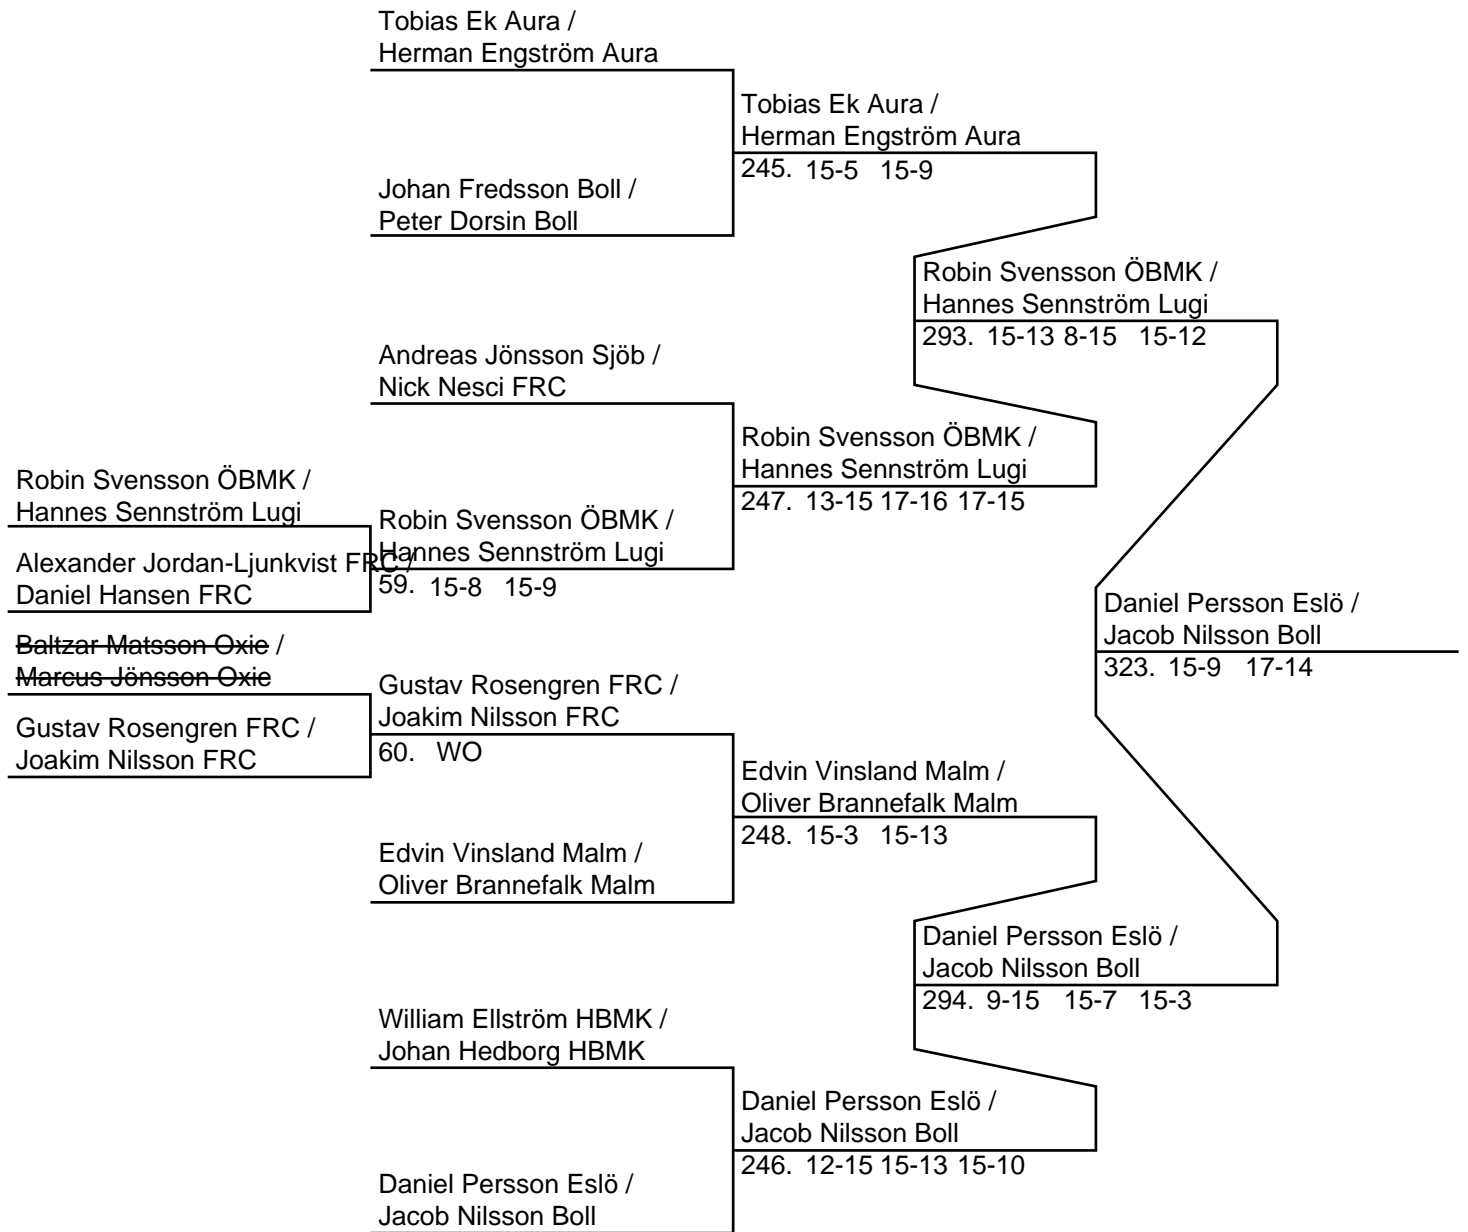 Tobias Ek Aura /
Herman Engström Aura
Tobias Ek Aura /
Herman Engström Aura
245. 15-5 15-9
Johan Fredsson Boll /
Peter Dorsin Boll
Robin Svensson ÖBMK /
Hannes Sennström Lugi
293. 15-13 8-15 15-12
Andreas Jönsson Sjöb /
Nick Nesci FRC
Robin Svensson ÖBMK /
Hannes Sennström Lugi
247. 13-15 17-16 17-15
Robin Svensson ÖBMK /
Hannes Sennström Lugi
Robin Svensson ÖBMK /
Hannes Sennström Lugi
59. 15-8 15-9
Alexander Jordan-Ljunkvist FRC /
Daniel Hansen FRC
Daniel Persson Eslö /
Jacob Nilsson Boll
323. 15-9 17-14
Baltzar Matsson Oxie /
Marcus Jönsson Oxie
Gustav Rosengren FRC /
Joakim Nilsson FRC
60. WO
Gustav Rosengren FRC /
Joakim Nilsson FRC
Edvin Vinsland Malm /
Oliver Brannefalk Malm
248. 15-3 15-13
Edvin Vinsland Malm /
Oliver Brannefalk Malm
Daniel Persson Eslö /
Jacob Nilsson Boll
294. 9-15 15-7 15-3
William Ellström HBMK /
Johan Hedborg HBMK
Daniel Persson Eslö /
Jacob Nilsson Boll
246. 12-15 15-13 15-10
Daniel Persson Eslö /
Jacob Nilsson Boll